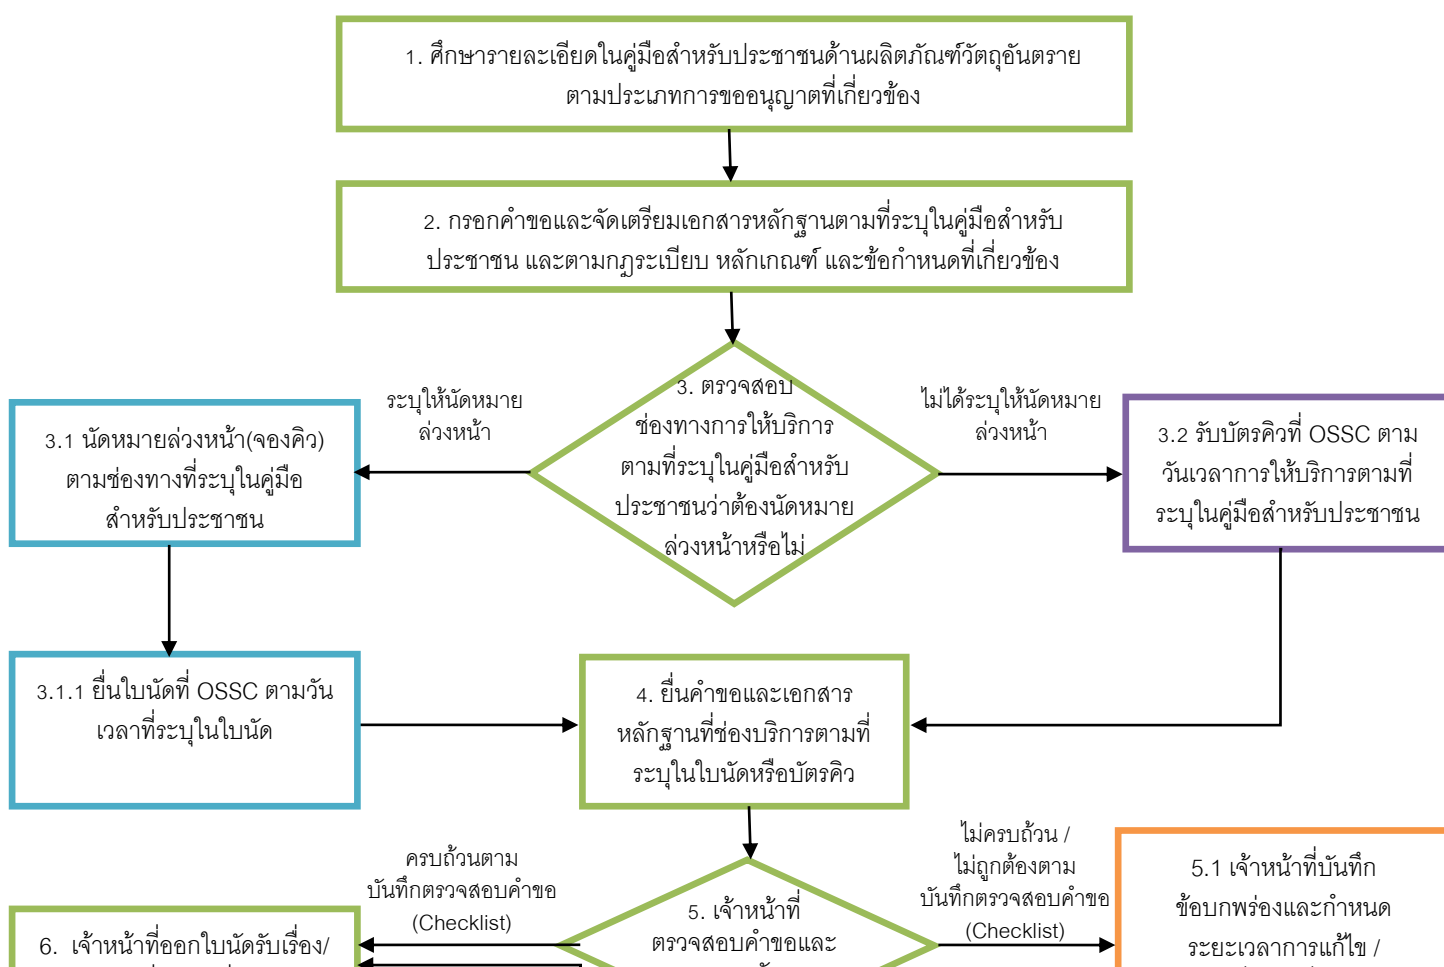 1. ศึกษารายละเอียดในคู่มือสำหรับประชาชนด้านผลิตภัณฑ์วัตถุอันตราย
ตามประเภทการขออนุญาตที่เกี่ยวข้อง
2. กรอกคำขอและจัดเตรียมเอกสารหลักฐานตามที่ระบุในคู่มือสำหรับ
ประชาชน และตามกฎระเบียบ หลักเกณฑ์ และข้อกำหนดที่เกี่ยวข้อง
3. ตรวจสอบ
ช่องทางการให้บริการ
ตามที่ระบุในคู่มือสำหรับ
ประชาชนว่าต้องนัดหมาย
ล่วงหน้าหรือไม่
ระบุให้นัดหมาย
ล่วงหน้า
ไม่ได้ระบุให้นัดหมาย
ล่วงหน้า
3.1 นัดหมายล่วงหน้า(จองคิว)
ตามช่องทางที่ระบุในคู่มือ
สำหรับประชาชน
3.2 รับบัตรคิวที่ OSSC ตาม
วันเวลาการให้บริการตามที่
ระบุในคู่มือสำหรับประชาชน
3.1.1 ยื่นใบนัดที่ OSSC ตามวัน
เวลาที่ระบุในใบนัด
4. ยื่นคำขอและเอกสาร
หลักฐานที่ช่องบริการตามที่
ระบุในใบนัดหรือบัตรคิว
ครบถ้วนตาม
บันทึกตรวจสอบคำขอ
(Checklist)
ไม่ครบถ้วน /
ไม่ถูกต้องตาม
บันทึกตรวจสอบคำขอ
(Checklist)
5. เจ้าหน้าที่
ตรวจสอบคำขอและ
5.1 เจ้าหน้าที่บันทึก
ข้อบกพร่องและกำหนด
ระยะเวลาการแก้ไข /
6. เจ้าหน้าที่ออกใบนัดรับเรื่อง/